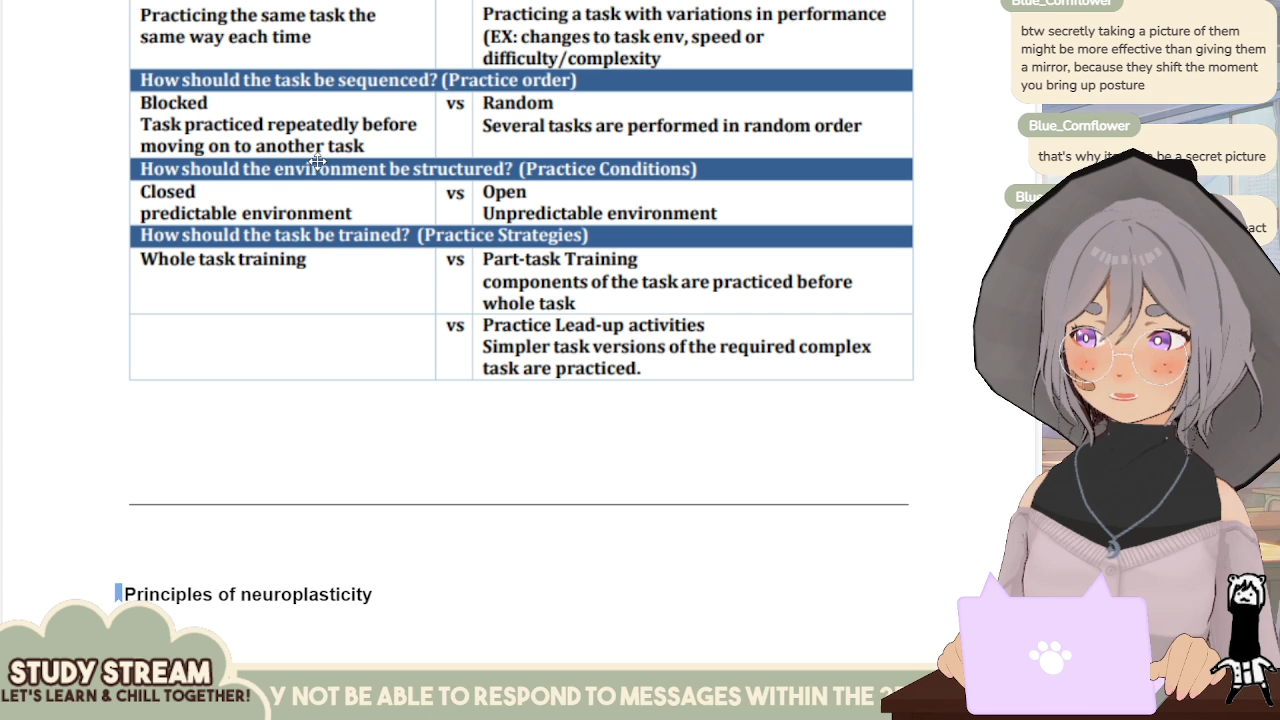 Practicing the same task the
same way each time
Practicing a task with variations in performance
(EX: changes to task env, speed or
difficulty/complexity
How should the task be sequenced? (Practice order)
Blocked
Task practiced repeatedly before
moving on to another task
vs
Random
Several tasks are performed in random order
How should the environment be structured? (Practice Conditions)
Closed
predictable environment
vs
Open
Unpredictable environment
How should the task be trained? (Practice Strategies)
Whole task training
vs
Part-task Training
components of the task are practiced before
whole task
vs
Practice Lead-up activities
Simpler task versions of the required complex
task are practiced.
Principles of neuroplasticity
Blue_Cornflower
btw secretly taking a picture of them
might be more effective than giving them
a mirror, because they shift the moment
you bring up posture
Blue_Cornflower
that's why be a secret picture
STUDY STREAM
LET'S LEARN & CHILL TOGETHER!
Y NOT BE ABLE TO RESPOND TO MESSAGES WITHIN THE